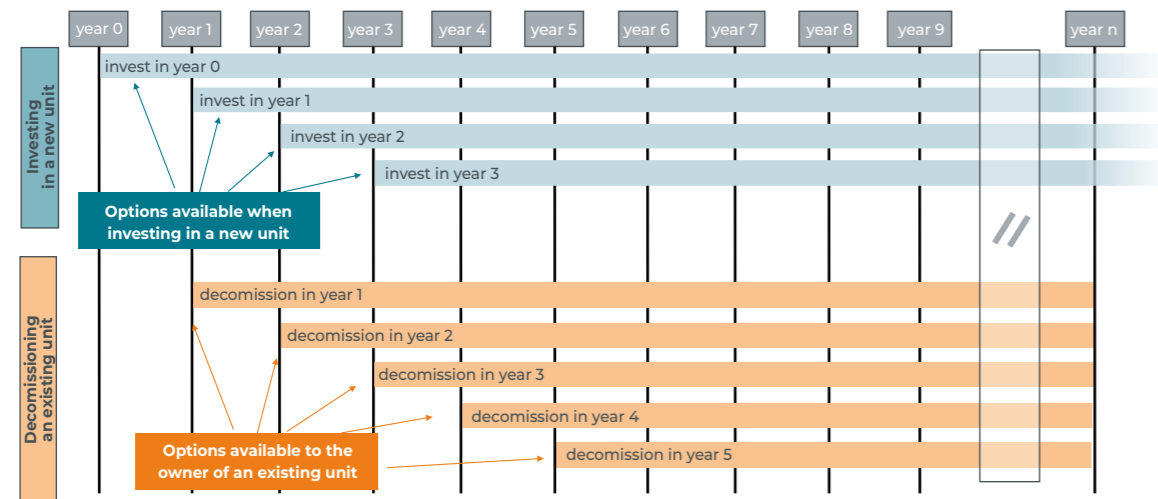 year 0
year 1
year 2
year 3
year 4
year 5
year 6
year 7
year 8
year 9
year n
Investing
in a new unit
invest in year 0
invest in year 1
invest in year 2
invest in year 3
Options available when
investing in a new unit
//
Decomissioning
an existing unit
decomission in year 1
decomission in year 2
decomission in year 3
decomission in year 4
decomission in year 5
Options available to the
owner of an existing unit